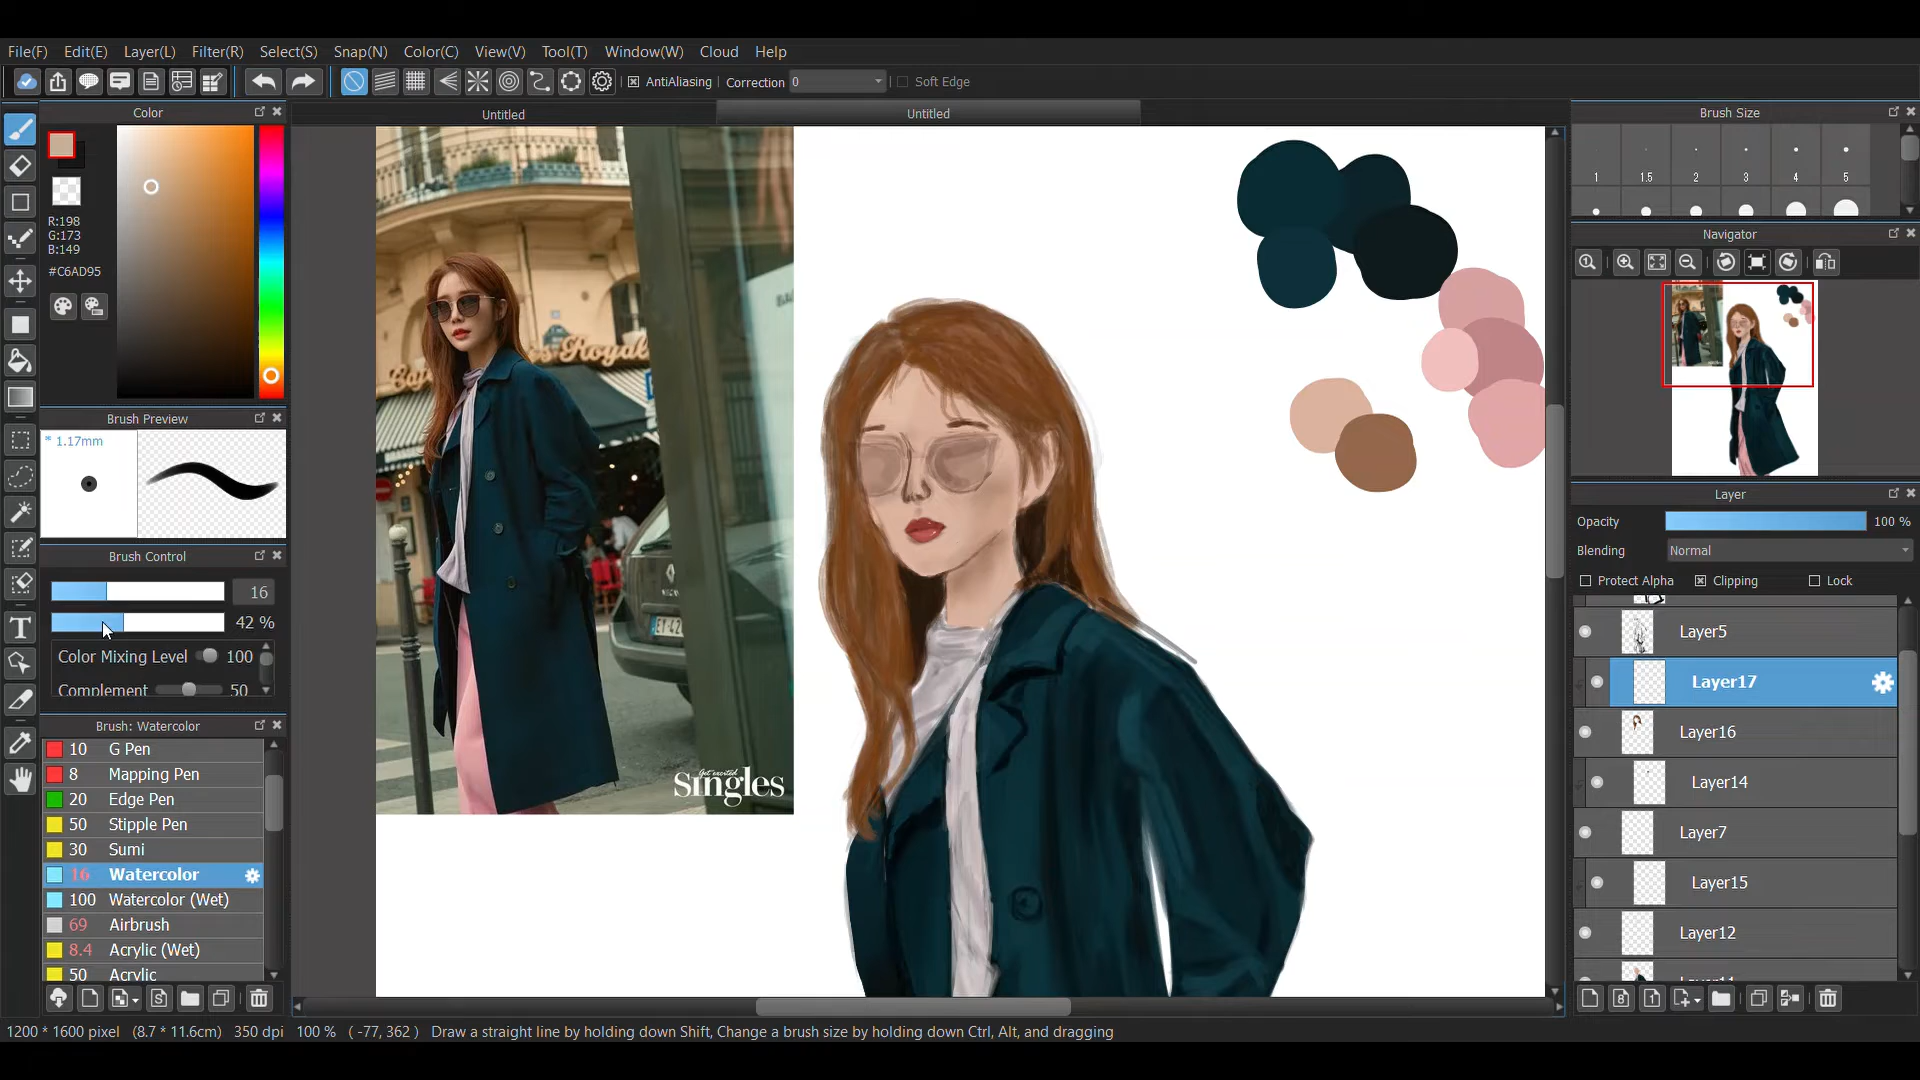 File(F) Edit(E) Layer(L) Filter(R) Select(S) Snap(N) Color(C) View(V) Tool(T) Window(W) Cloud Help
AntiAliasing Correction 0 Soft Edge
Color
R:198
G:173
B:149
#C6AD95
Brush Preview
* 1.17mm
Brush Control
16
42 %
Color Mixing Level 100
Complement 50
Brush: Watercolor
10 G Pen
8 Mapping Pen
20 Edge Pen
50 Stipple Pen
30 Sumi
16 Watercolor
100 Watercolor (Wet)
69 Airbrush
8.4 Acrylic (Wet)
50 Acrylic
Untitled Untitled
Royal
Get excited
Singles
Brush Size
1 1.5 2 3 4 5
Navigator
Layer
Opacity 100 %
Blending Normal
Protect Alpha Clipping Lock
Layer5
Layer17
Layer16
Layer14
Layer7
Layer15
Layer12
1200 * 1600 pixel (8.7 * 11.6cm) 350 dpi 100 % ( -77, 362 ) Draw a straight line by holding down Shift, Change a brush size by holding down Ctrl, Alt, and dragging